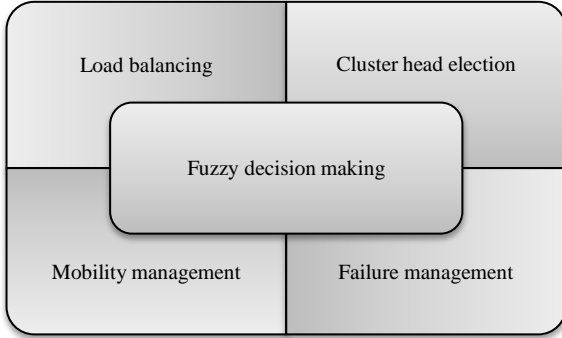 Load balancing
Cluster head election
Fuzzy decision making
Mobility management
Failure management